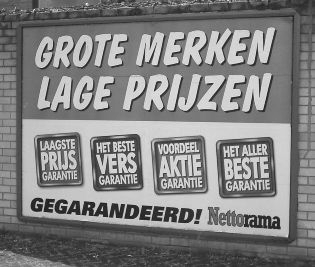 GROTE MERKEN
LAGE PRIJZEN
LAAGSTE
PRIJS
GARANTIE
HET BESTE
VERS
GARANTIE
VOORDEEL
AKTIE
GARANTIE
HET ALLER
BESTE
GARANTIE
GEGARANDEERD! Nettorama